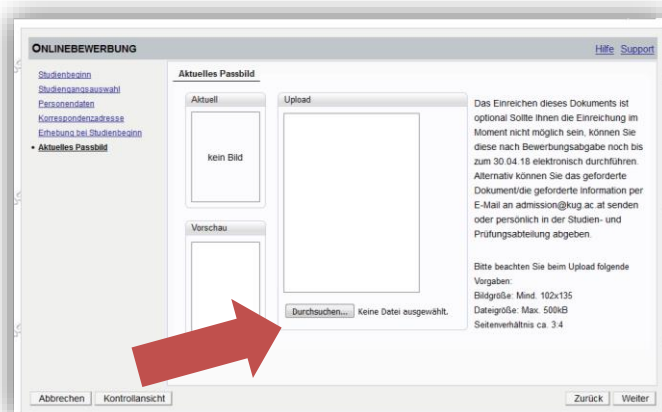 ONLINEBEWERBUNG
Hilfe Support
Studienbeginn
Studiengangsauswahl
Personendaten
Korrespondenzadresse
Erhebung bei Studienbeginn
• Aktuelles Passbild
Aktuelles Passbild
Aktuell
kein Bild
Vorschau
Upload
Durchsuchen... Keine Datei ausgewählt.
Das Einreichen dieses Dokuments ist
optional Sollte Ihnen die Einreichung im
Moment nicht möglich sein, können Sie
diese nach Bewerbungsabgabe noch bis
zum 30.04.18 elektronisch durchführen.
Alternativ können Sie das geforderte
Dokument/die geforderte Information per
E-Mail an admission@kug.ac.at senden
oder persönlich in der Studien- und
Prüfungsabteilung abgeben.
Bitte beachten Sie beim Upload folgende
Vorgaben:
Bildgröße: Mind. 102x135
Dateigröße: Max. 500kB
Seitenverhältnis ca. 3:4
Abbrechen Kontrollansicht
Zurück Weiter